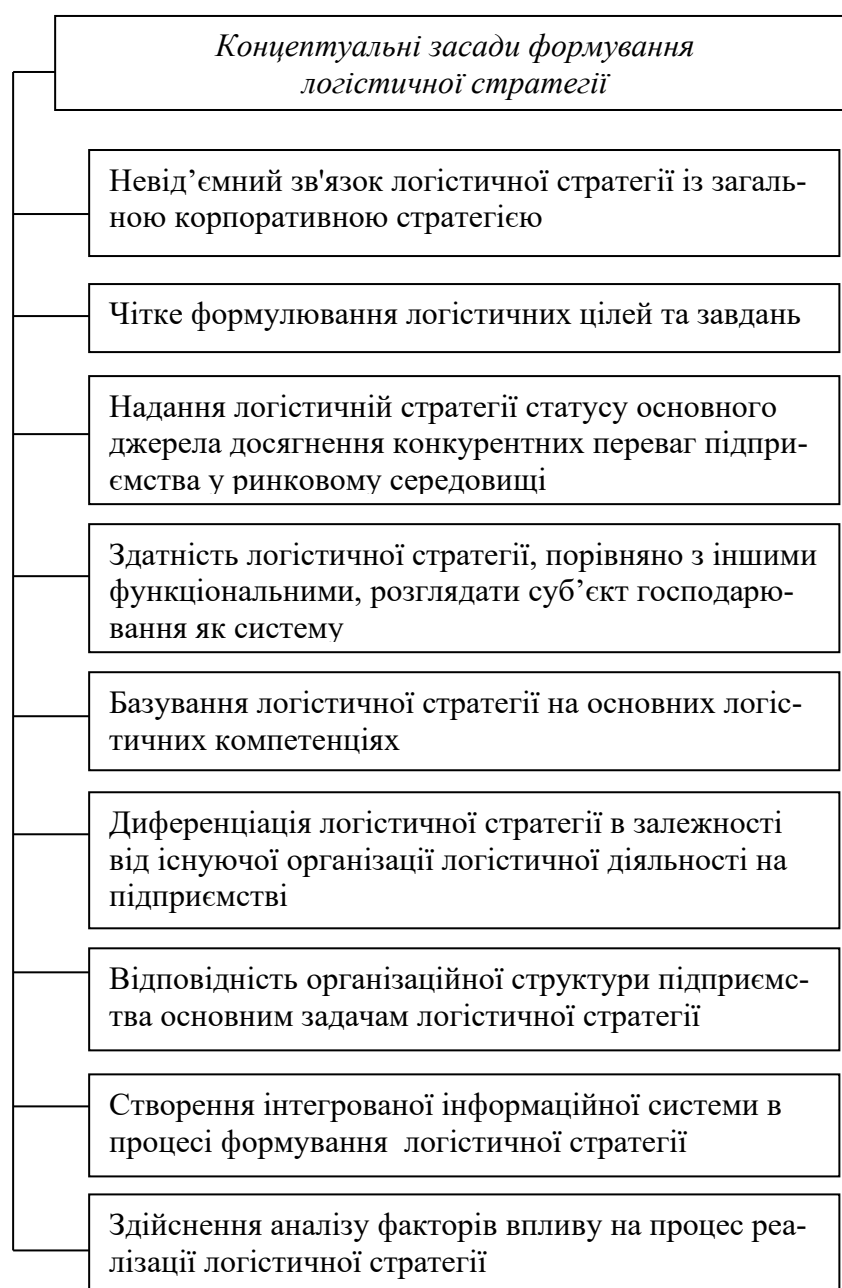 Концептуальні засади формування
логістичної стратегії
Невід’ємний зв'язок логістичної стратегії із загаль-
ною корпоративною стратегією
Чітке формулювання логістичних цілей та завдань
Надання логістичній стратегії статусу основного
джерела досягнення конкурентних переваг підпри-
ємства у ринковому середовищі
Здатність логістичної стратегії, порівняно з іншими
функціональними, розглядати суб’єкт господарю-
вання як систему
Базування логістичної стратегії на основних логіс-
тичних компетенціях
Диференціація логістичної стратегії в залежності
від існуючої організації логістичної діяльності на
підприємстві
Відповідність організаційної структури підприємс-
тва основним задачам логістичної стратегії
Створення інтегрованої інформаційної системи в
процесі формування  логістичної стратегії
Здійснення аналізу факторів впливу на процес ре-
алізації логістичної стратегії